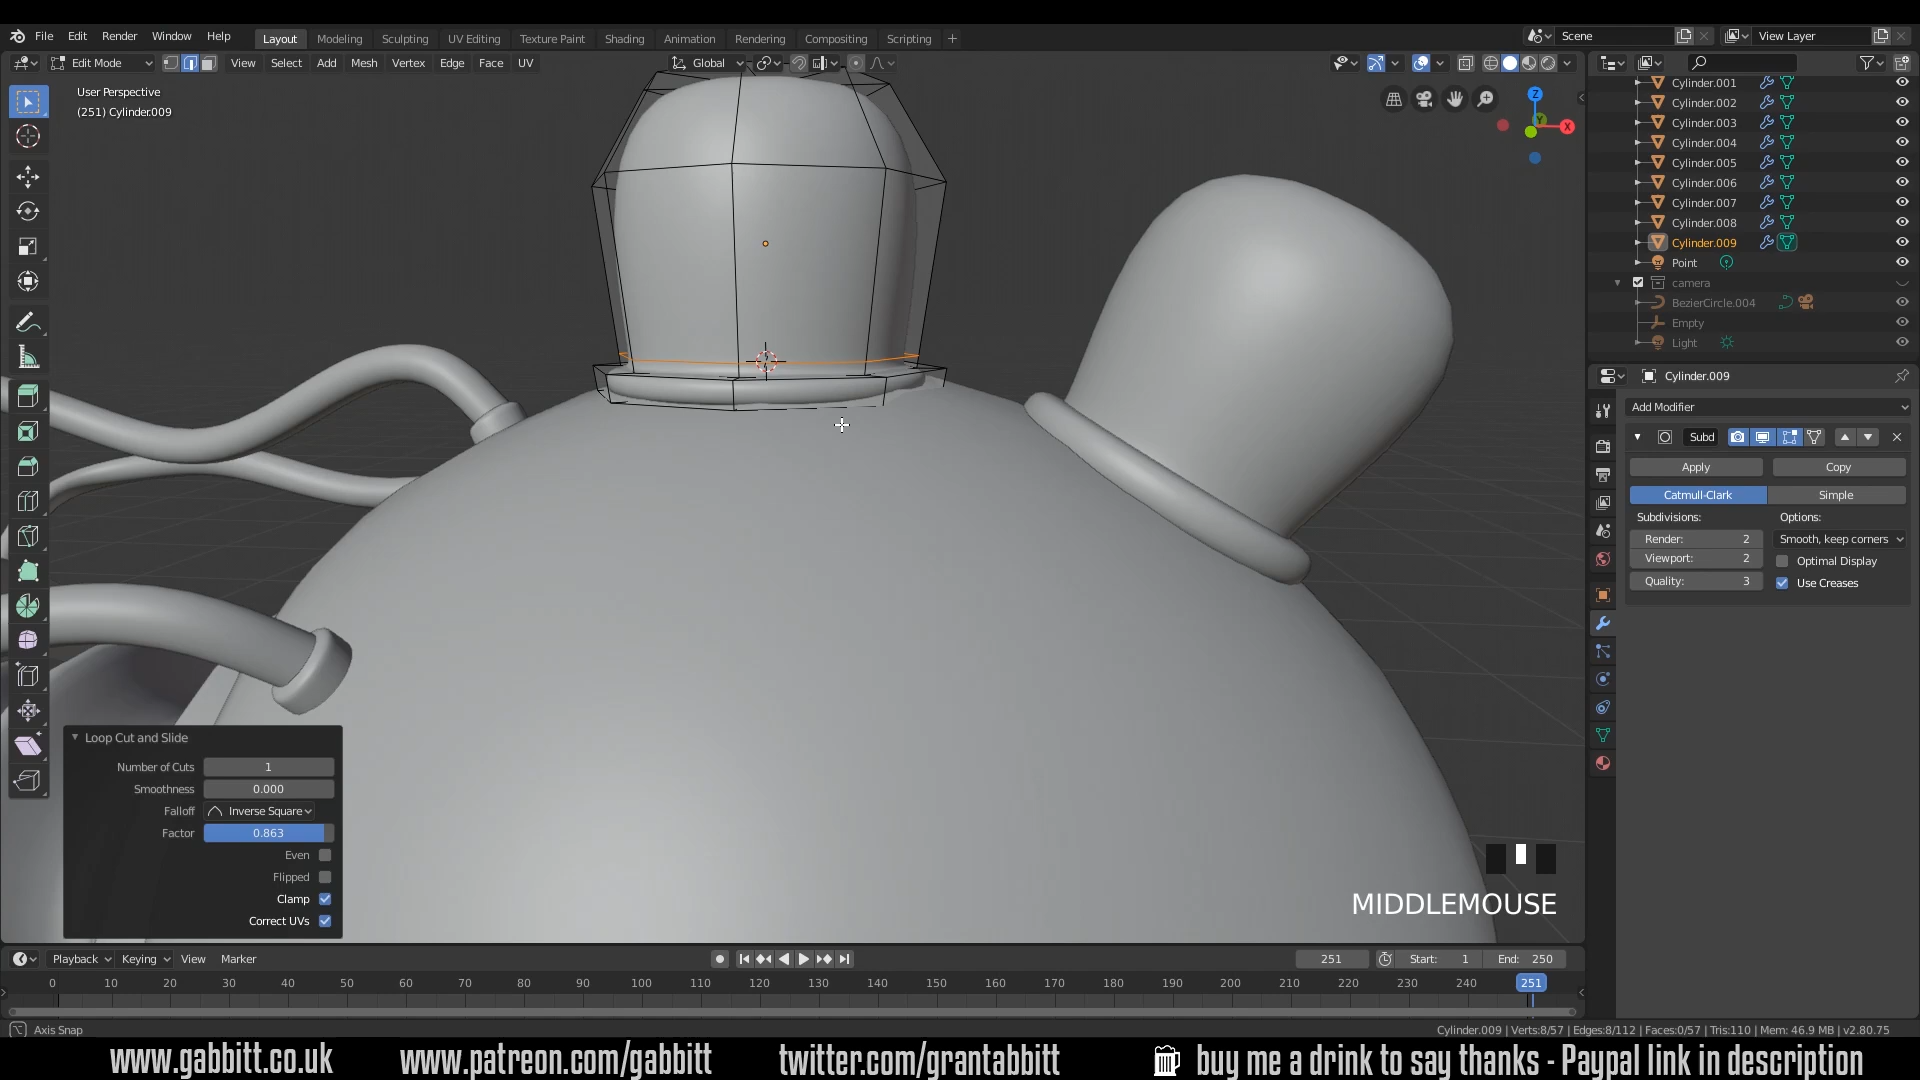 File Edit Render Window Help Layout Modeling Sculpting UV Editing Texture Paint Shading Animation Rendering Compositing Scripting + Scene View Layer
Edit Mode View Select Add Mesh Vertex Edge Face UV Global
User Perspective
(251) Cylinder.009
Z
Y
X
Cylinder.001
Cylinder.002
Cylinder.003
Cylinder.004
Cylinder.005
Cylinder.006
Cylinder.007
Cylinder.008
Cylinder.009
Point
camera
BezierCircle.004
Empty
Light
Cylinder.009
Add Modifier
Subd
Apply Copy
Catmull-Clark Simple
Subdivisions: Options:
Render: 2 Smooth, keep corners
Viewport: 2 Optimal Display
Quality: 3 Use Creases
Loop Cut and Slide
Number of Cuts 1
Smoothness 0.000
Falloff Inverse Square
Factor 0.863
Even
Flipped
Clamp
Correct UVs
MIDDLEMOUSE
Playback Keying View Marker 251 Start: 1 End: 250
0 10 20 30 40 50 60 70 80 90 100 110 120 130 140 150 160 170 180 190 200 210 220 230 240 251
Axis Snap Cylinder.009 | Verts:8/57 | Edges:8/112 | Faces:0/57 | Tris:110 | Mem: 46.9 MB | v2.80.75
www.gabbitt.co.uk www.patreon.com/gabbitt twitter.com/grantabbitt buy me a drink to say thanks - Paypal link in description